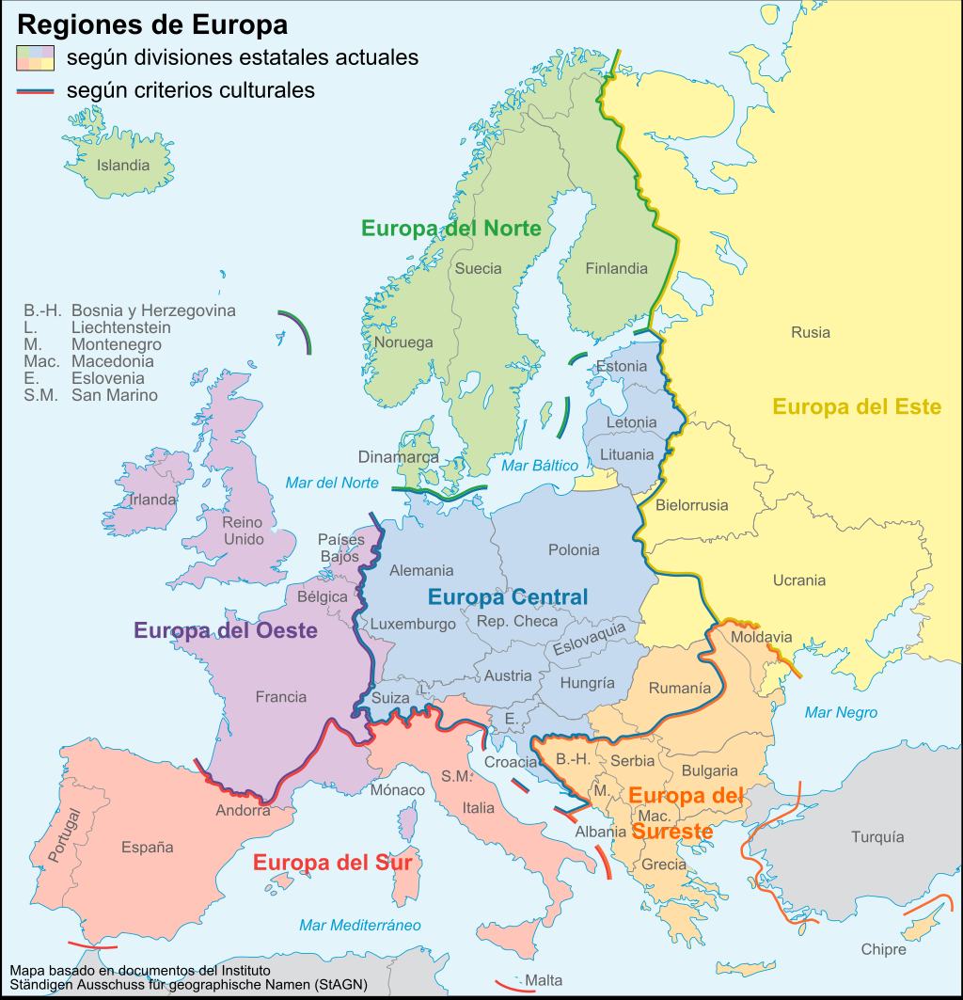 Regiones de Europa
según divisiones estatales actuales
según criterios culturales
Islandia
Europa del Norte
Suecia
Finlandia
Noruega
Rusia
B.-H. Bosnia y Herzegovina
L. Liechtenstein
M. Montenegro
Mac. Macedonia
E. Eslovenia
S.M. San Marino
Estonia
Europa del Este
Letonia
Lituania
Dinamarca
Mar Báltico
Mar del Norte
Irlanda
Bielorrusia
Reino
Unido
Países
Bajos
Alemania
Polonia
Ucrania
Bélgica
Europa Central
Luxemburgo
Rep. Checa
Eslovaquia
Europa del Oeste
Moldavia
Austria
Hungría
Rumanía
Francia
Suiza
L.
Mar Negro
E.
Croacia
B.-H.
Serbia
Bulgaria
S.M.
Mónaco
M.
Europa del
Sureste
Andorra
Italia
Mac.
Albania
Portugal
España
Turquía
Europa del Sur
Grecia
Mar Mediterráneo
Chipre
Malta
Mapa basado en documentos del Instituto
Ständigen Ausschuss für geographische Namen (StAGN)